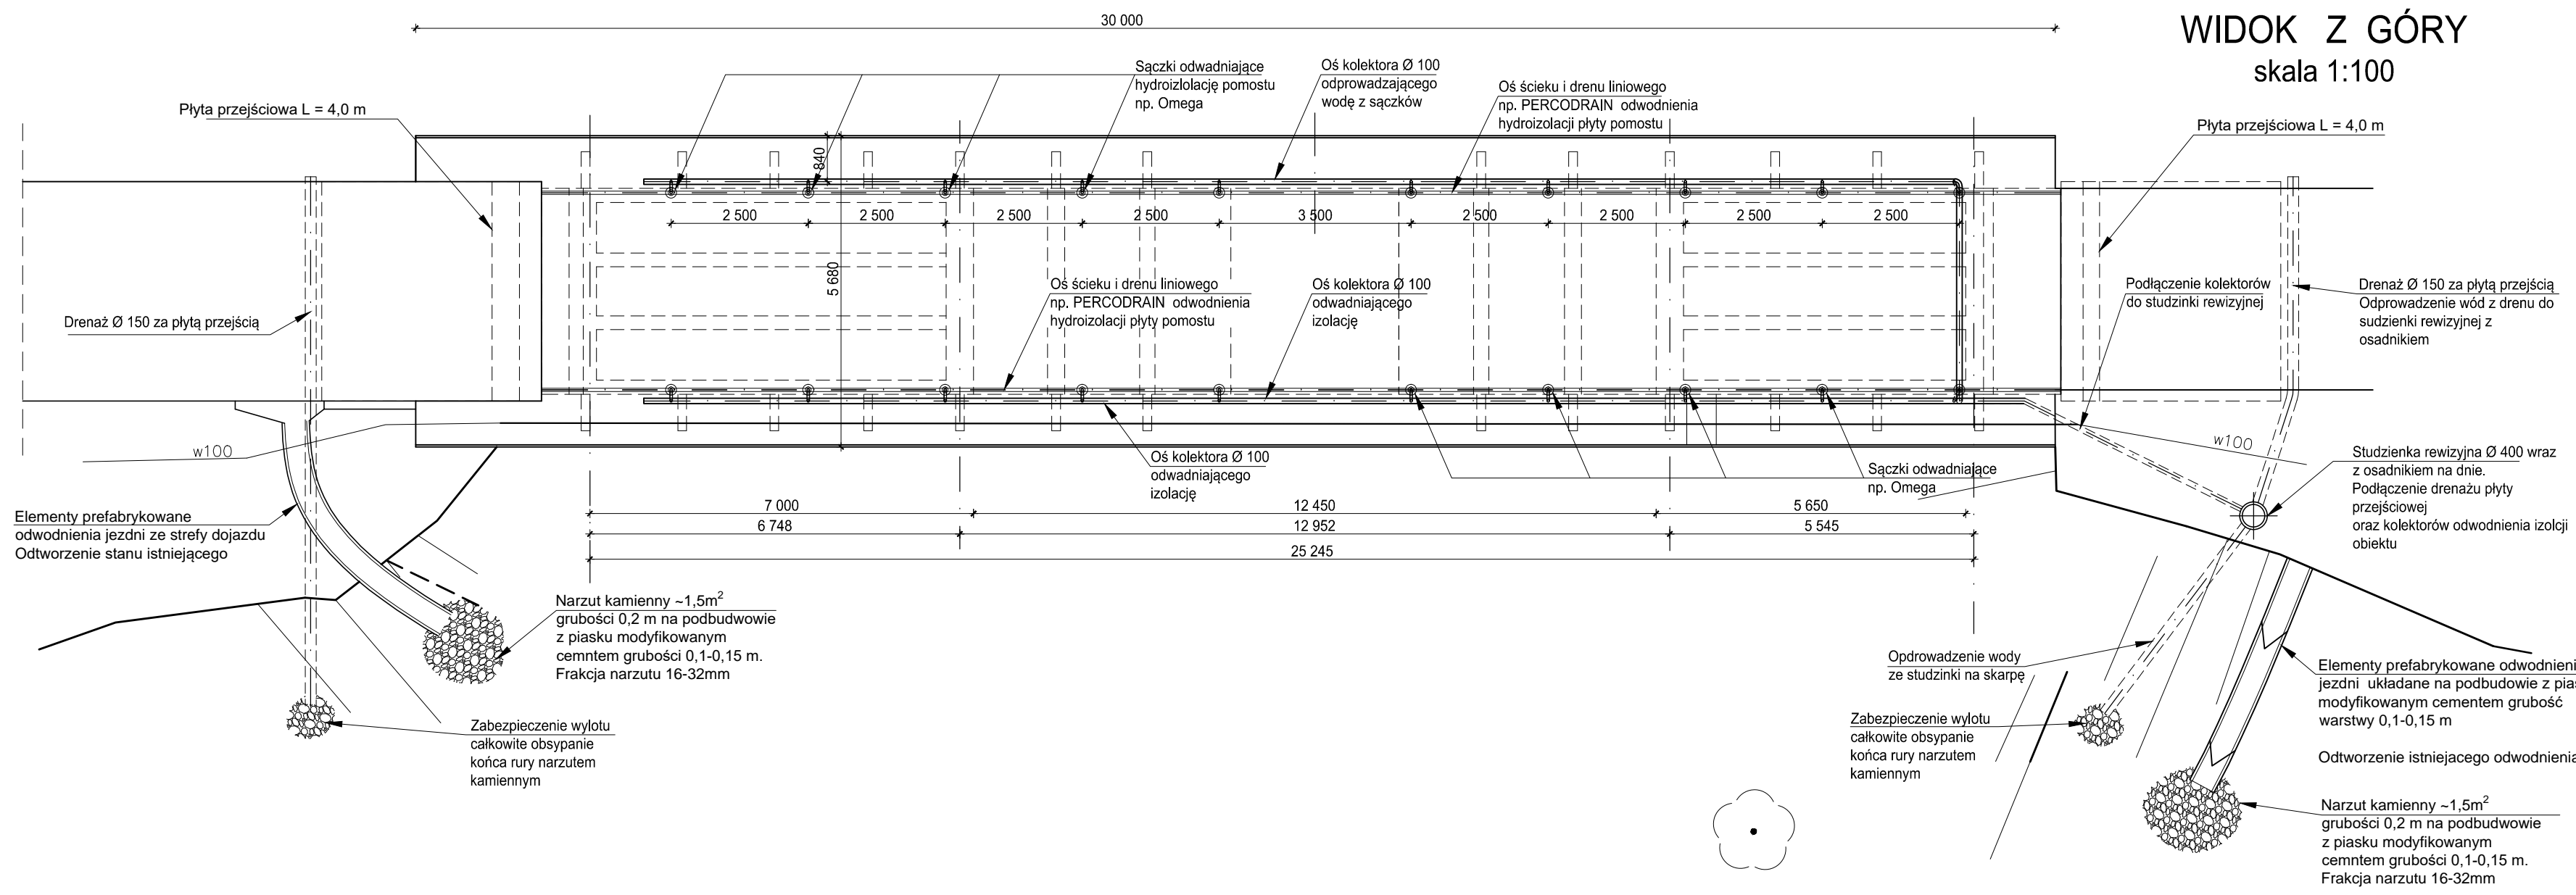 30 000
WIDOK Z GÓRY
skala 1:100
Płyta przejściowa L = 4,0 m
Sączki odwadniające
hydroizlolację pomostu
np. Omega
Oś kolektora Ø 100
odprowadzającego
wodę z sączków
Oś ścieku i drenu liniowego
np. PERCODRAIN odwodnienia
hydroizolacji płyty pomostu
Płyta przejściowa L = 4,0 m
840
5 680
2 500
2 500
2 500
2 500
3 500
2 500
2 500
2 500
2 500
Drenaż Ø 150 za płytą przejścią
Oś ścieku i drenu liniowego
np. PERCODRAIN odwodnienia
hydroizolacji płyty pomostu
Oś kolektora Ø 100
odwadniającego
izolację
Podłączenie kolektorów
do studzinki rewizyjnej
Drenaż Ø 150 za płytą przejścią
Odprowadzenie wód z drenu do
sudzienki rewizyjnej z
osadnikiem
w100
w100
Oś kolektora Ø 100
odwadniającego
izolację
Sączki odwadniające
np. Omega
Studzienka rewizyjna Ø 400 wraz
z osadnikiem na dnie.
Podłączenie drenażu płyty
przejściowej
oraz kolektorów odwodnienia izolcji
obiektu
7 000
12 450
5 650
6 748
12 952
5 545
25 245
Elementy prefabrykowane
odwodnienia jezdni ze strefy dojazdu
Odtworzenie stanu istniejącego
Narzut kamienny ~1,5m²
grubości 0,2 m na podbudwowie
z piasku modyfikowanym
cemntem grubości 0,1-0,15 m.
Frakcja narzutu 16-32mm
Zabezpieczenie wylotu
całkowite obsypanie
końca rury narzutem
kamiennym
Opdrowadzenie wody
ze studzinki na skarpę
Zabezpieczenie wylotu
całkowite obsypanie
końca rury narzutem
kamiennym
Elementy prefabrykowane odwodnieni
jezdni układane na podbudowie z pias
modyfikowanym cementem grubość
warstwy 0,1-0,15 m
Odtworzenie istniejacego odwodnienia
Narzut kamienny ~1,5m²
grubości 0,2 m na podbudwowie
z piasku modyfikowanym
cemntem grubości 0,1-0,15 m.
Frakcja narzutu 16-32mm